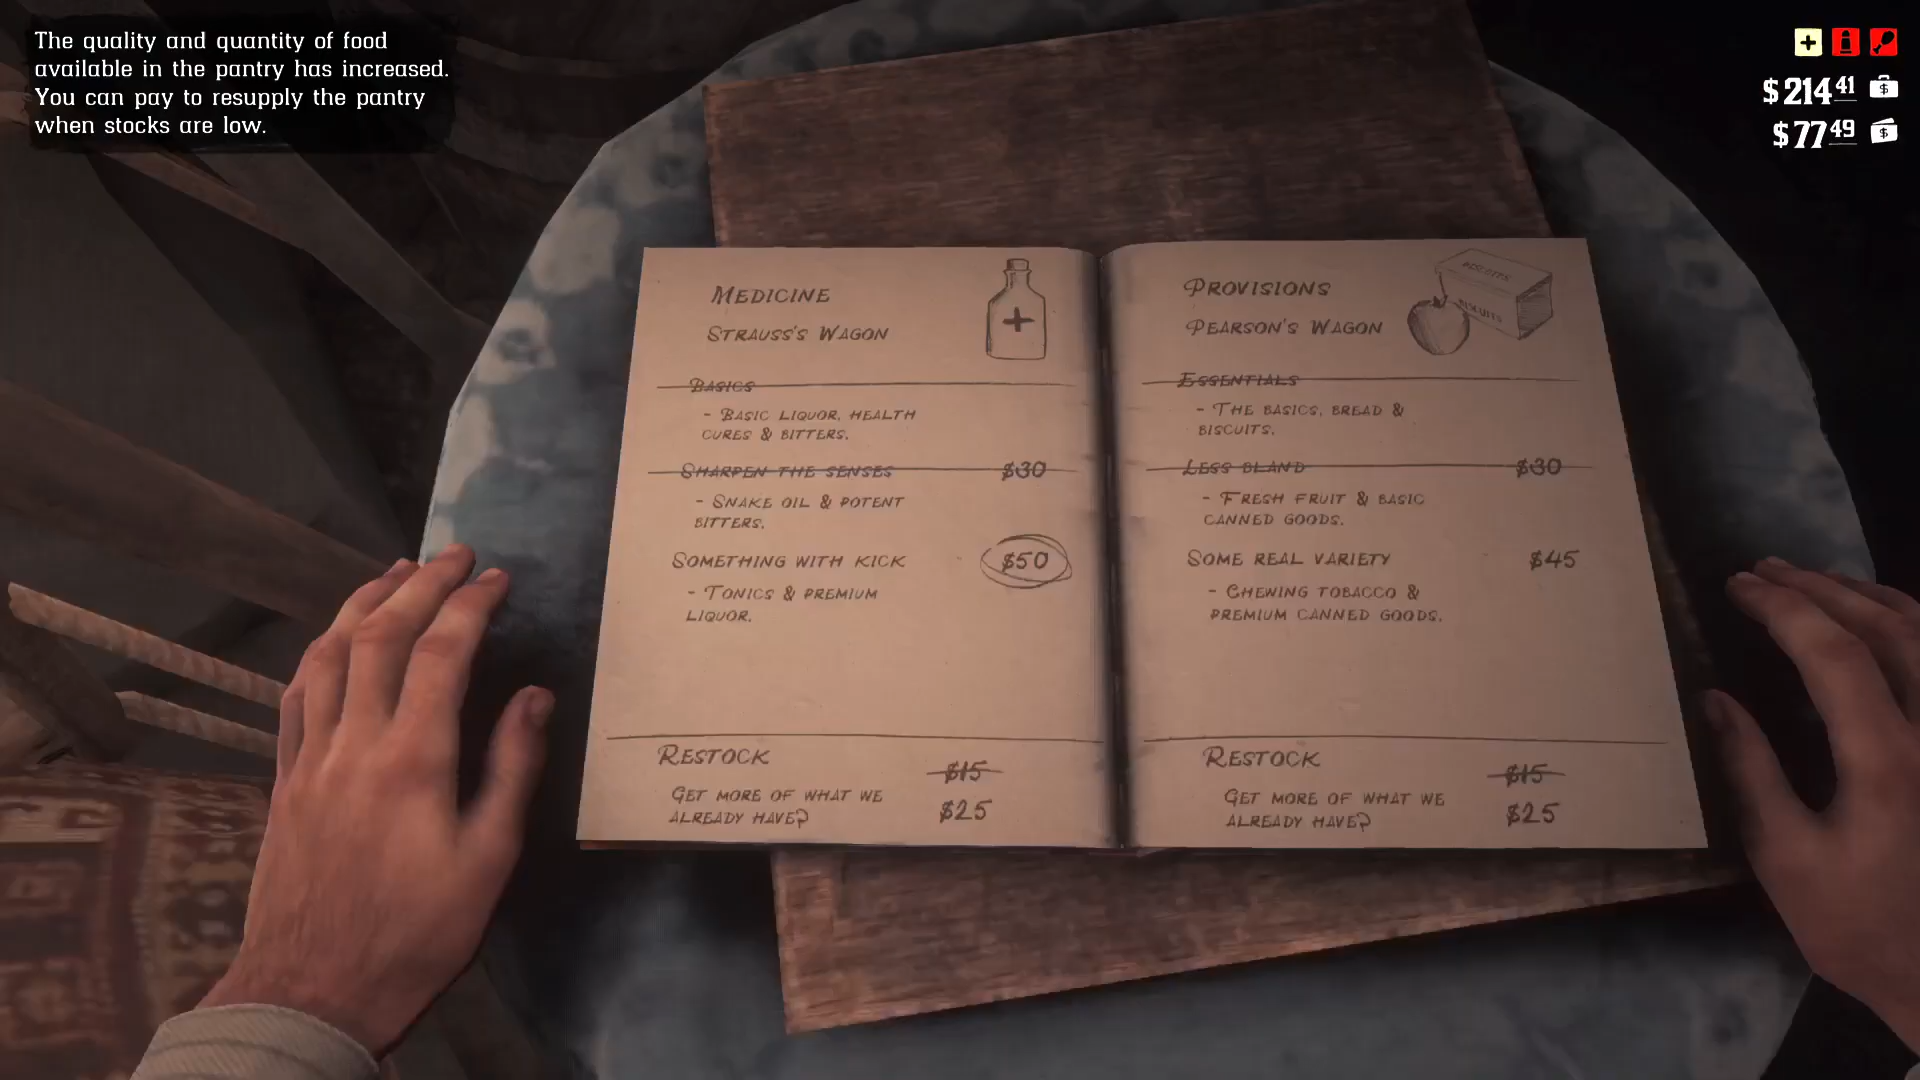 The quality and quantity of food
available in the pantry has increased.
You can pay to resupply the pantry
when stocks are low.
$214 41
$77 49
MEDICINE
STRAUSS'S WAGON
BASICS
- BASIC LIQUOR, HEALTH
CURES & BITTERS.
SHARPEN THE SENSES $30
- SNAKE OIL & POTENT
BITTERS.
SOMETHING WITH KICK $50
- TONICS & PREMIUM
LIQUOR.
RESTOCK
$15
GET MORE OF WHAT WE
ALREADY HAVE?
$25
PROVISIONS
PEARSON'S WAGON
BISCUITS
BISCUITS
ESSENTIALS
- THE BASICS, BREAD &
BISCUITS.
LESS BLAND $30
- FRESH FRUIT & BASIC
CANNED GOODS.
SOME REAL VARIETY $45
- CHEWING TOBACCO &
PREMIUM CANNED GOODS.
RESTOCK
$15
GET MORE OF WHAT WE
ALREADY HAVE?
$25